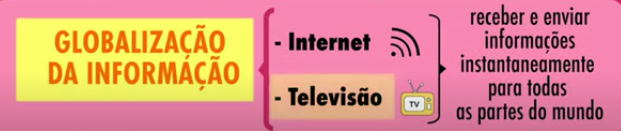 GLOBALIZAÇÃO
DA INFORMAÇÃO
- Internet
- Televisão
TV
receber e enviar
informações
instantaneamente
para todas
as partes do mundo